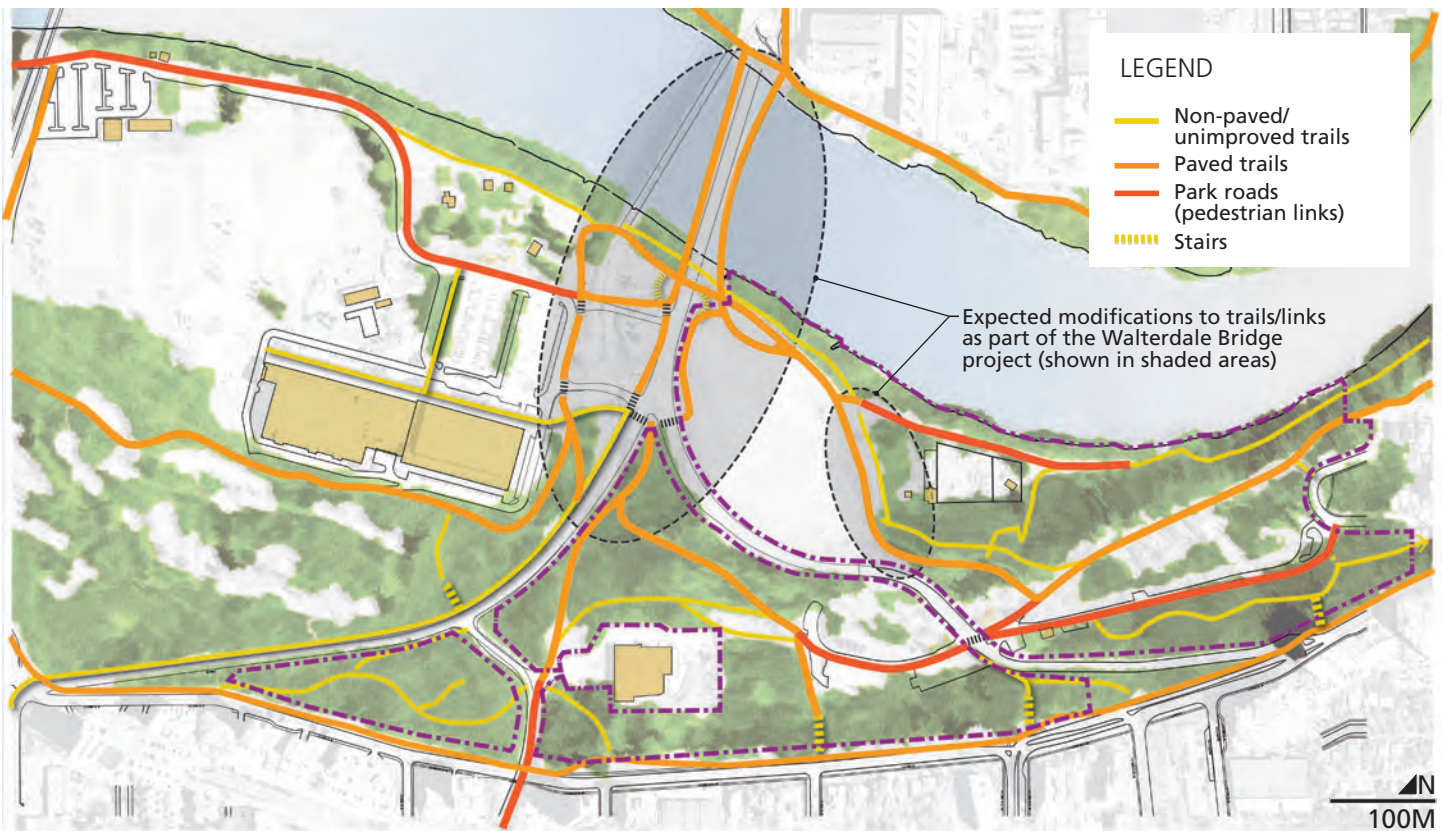 LEGEND
Non-paved/
unimproved trails
Paved trails
Park roads
(pedestrian links)
Stairs
Expected modifications to trails/links
as part of the Walterdale Bridge
project (shown in shaded areas)
N
100M